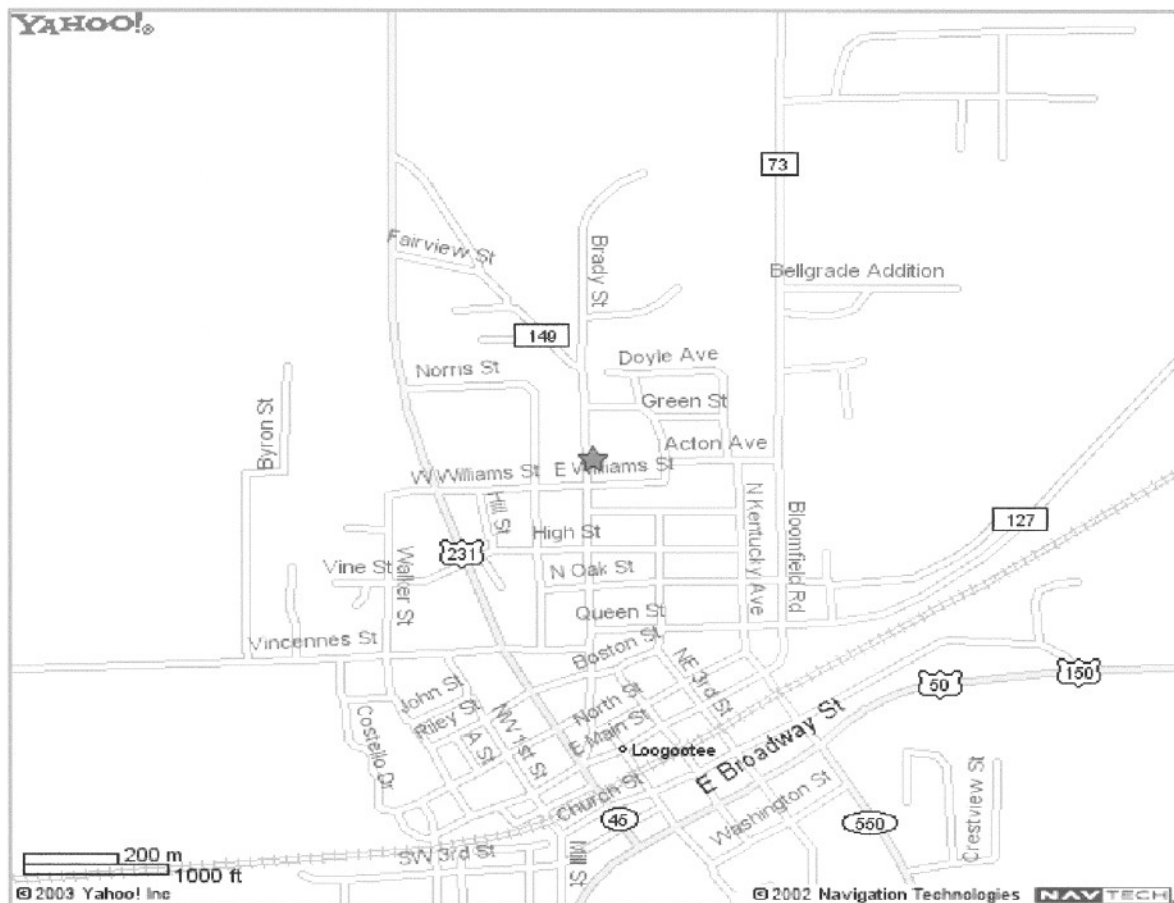 YAHOO!®
73
Fairview St
Brady St
Bellgrade Addition
149
Doyle Ave
Norris St
Green St
Byron St
Acton Ave
W Williams St
E Williams St
Hill St
N Kentucky Ave
Bloomfield Rd
127
High St
231
Vine St
Walker St
N Oak St
Queen St
Vincennes St
Boston St
NE 3rd St
150
50
John St
Riley St
A St
NW 1st St
North St
E Main St
Costello Dr
Loogootee
E Broadway St
Church St
45
Washington St
550
Crestview St
SW 3rd St
Mill St
200 m
1000 ft
© 2003 Yahoo! Inc
© 2002 Navigation Technologies
NAVTECH